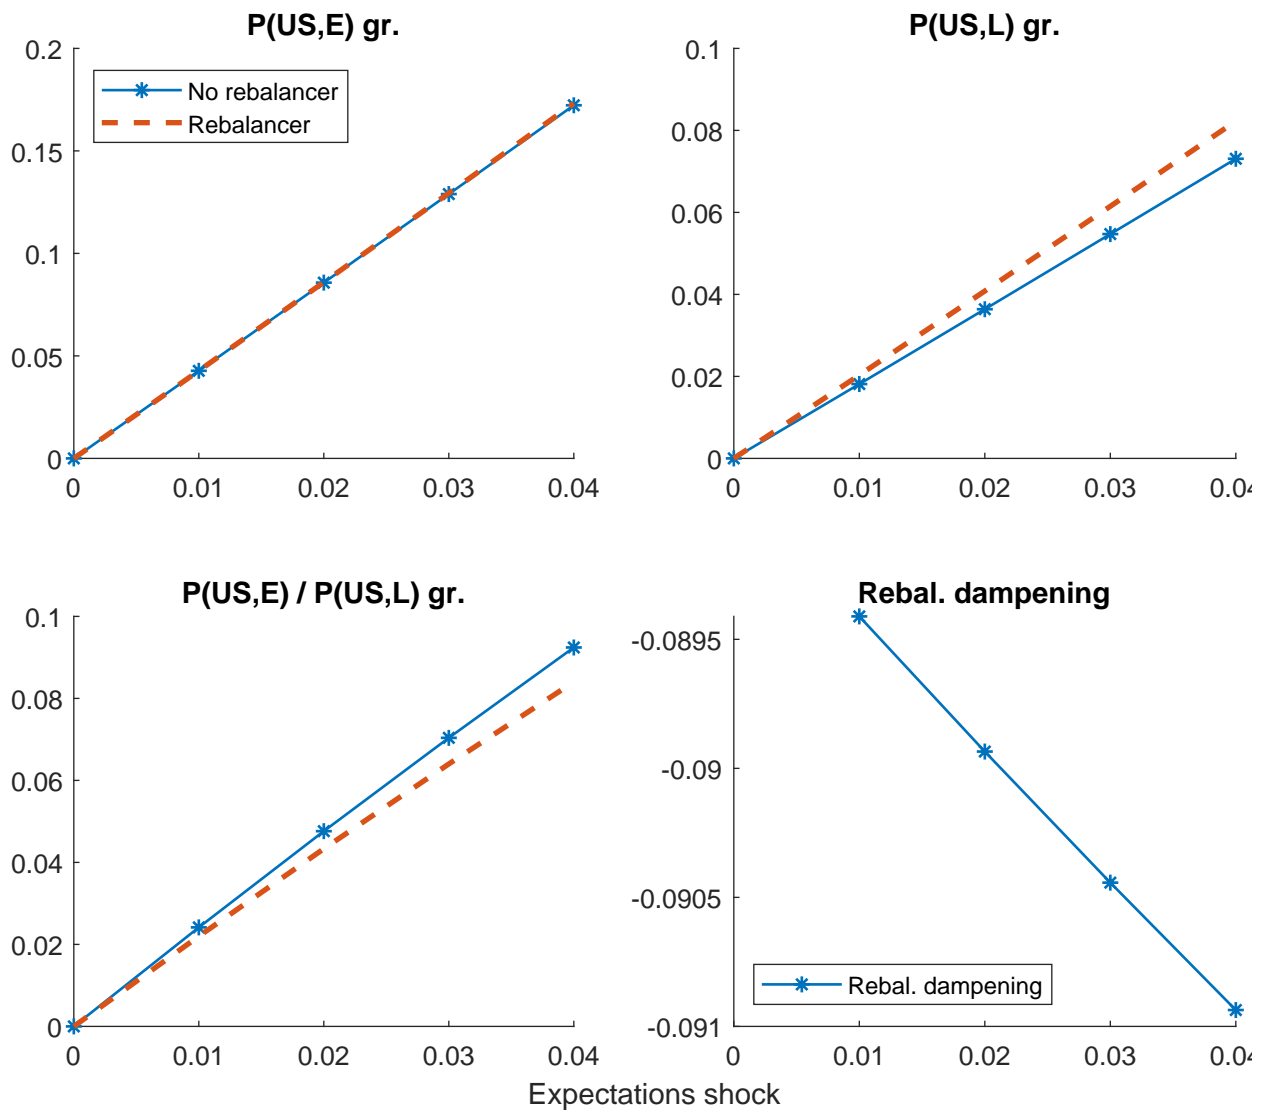 P(US,E) gr.
0.2
0.15
0.1
0.05
0
No rebalancer
Rebalancer
0 0.01 0.02 0.03 0.04
P(US,L) gr.
0.1
0.08
0.06
0.04
0.02
0
0 0.01 0.02 0.03 0.04
P(US,E) / P(US,L) gr.
0.1
0.08
0.06
0.04
0.02
0
0 0.01 0.02 0.03 0.04
Rebal. dampening
-0.0895
-0.09
-0.0905
-0.091
Rebal. dampening
0 0.01 0.02 0.03 0.04
Expectations shock